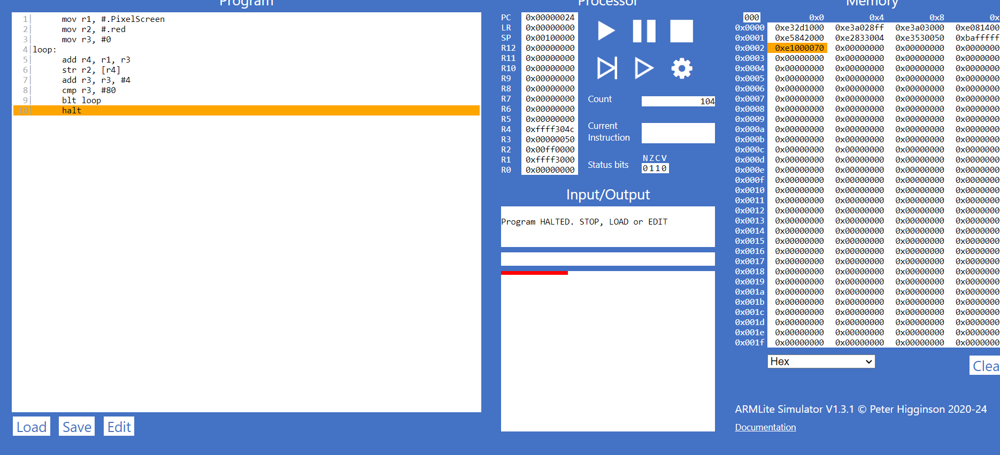 Program
1| mov r1, #.PixelScreen
2| mov r2, #.red
3| mov r3, #0
4|loop:
5| add r4, r1, r3
6| str r2, [r4]
7| add r3, r3, #4
8| cmp r3, #80
9| blt loop
10| halt
Load Save Edit
Processor
PC 0x00000024
LR 0x00000000
SP 0x00100000
R12 0x00000000
R11 0x00000000
R10 0x00000000
R9 0x00000000
R8 0x00000000
R7 0x00000000
R6 0x00000000
R5 0x00000000
R4 0xffff304c
R3 0x00000050
R2 0x00ff0000
R1 0xffff3000
R0 0x00000000
Count 104
Current
Instruction
NZCV
Status bits 0110
Input/Output
Program HALTED. STOP, LOAD or EDIT
Memory
000 0x0 0x4 0x8 0x
0x0000 0xe32d1000 0xe3a028ff 0xe3a03000 0xe081400
0x0001 0xe5842000 0xe2833004 0xe3530050 0xbafffff
0x0002 0xe1000070 0x00000000 0x00000000 0x0000000
0x0003 0x00000000 0x00000000 0x00000000 0x0000000
0x0004 0x00000000 0x00000000 0x00000000 0x0000000
0x0005 0x00000000 0x00000000 0x00000000 0x0000000
0x0006 0x00000000 0x00000000 0x00000000 0x0000000
0x0007 0x00000000 0x00000000 0x00000000 0x0000000
0x0008 0x00000000 0x00000000 0x00000000 0x0000000
0x0009 0x00000000 0x00000000 0x00000000 0x0000000
0x000a 0x00000000 0x00000000 0x00000000 0x0000000
0x000b 0x00000000 0x00000000 0x00000000 0x0000000
0x000c 0x00000000 0x00000000 0x00000000 0x0000000
0x000d 0x00000000 0x00000000 0x00000000 0x0000000
0x000e 0x00000000 0x00000000 0x00000000 0x0000000
0x000f 0x00000000 0x00000000 0x00000000 0x0000000
0x0010 0x00000000 0x00000000 0x00000000 0x0000000
0x0011 0x00000000 0x00000000 0x00000000 0x0000000
0x0012 0x00000000 0x00000000 0x00000000 0x0000000
0x0013 0x00000000 0x00000000 0x00000000 0x0000000
0x0014 0x00000000 0x00000000 0x00000000 0x0000000
0x0015 0x00000000 0x00000000 0x00000000 0x0000000
0x0016 0x00000000 0x00000000 0x00000000 0x0000000
0x0017 0x00000000 0x00000000 0x00000000 0x0000000
0x0018 0x00000000 0x00000000 0x00000000 0x0000000
0x0019 0x00000000 0x00000000 0x00000000 0x0000000
0x001a 0x00000000 0x00000000 0x00000000 0x0000000
0x001b 0x00000000 0x00000000 0x00000000 0x0000000
0x001c 0x00000000 0x00000000 0x00000000 0x0000000
0x001d 0x00000000 0x00000000 0x00000000 0x0000000
0x001e 0x00000000 0x00000000 0x00000000 0x0000000
0x001f 0x00000000 0x00000000 0x00000000 0x0000000
Hex Clea
ARMLite Simulator V1.3.1 © Peter Higginson 2020-24
Documentation